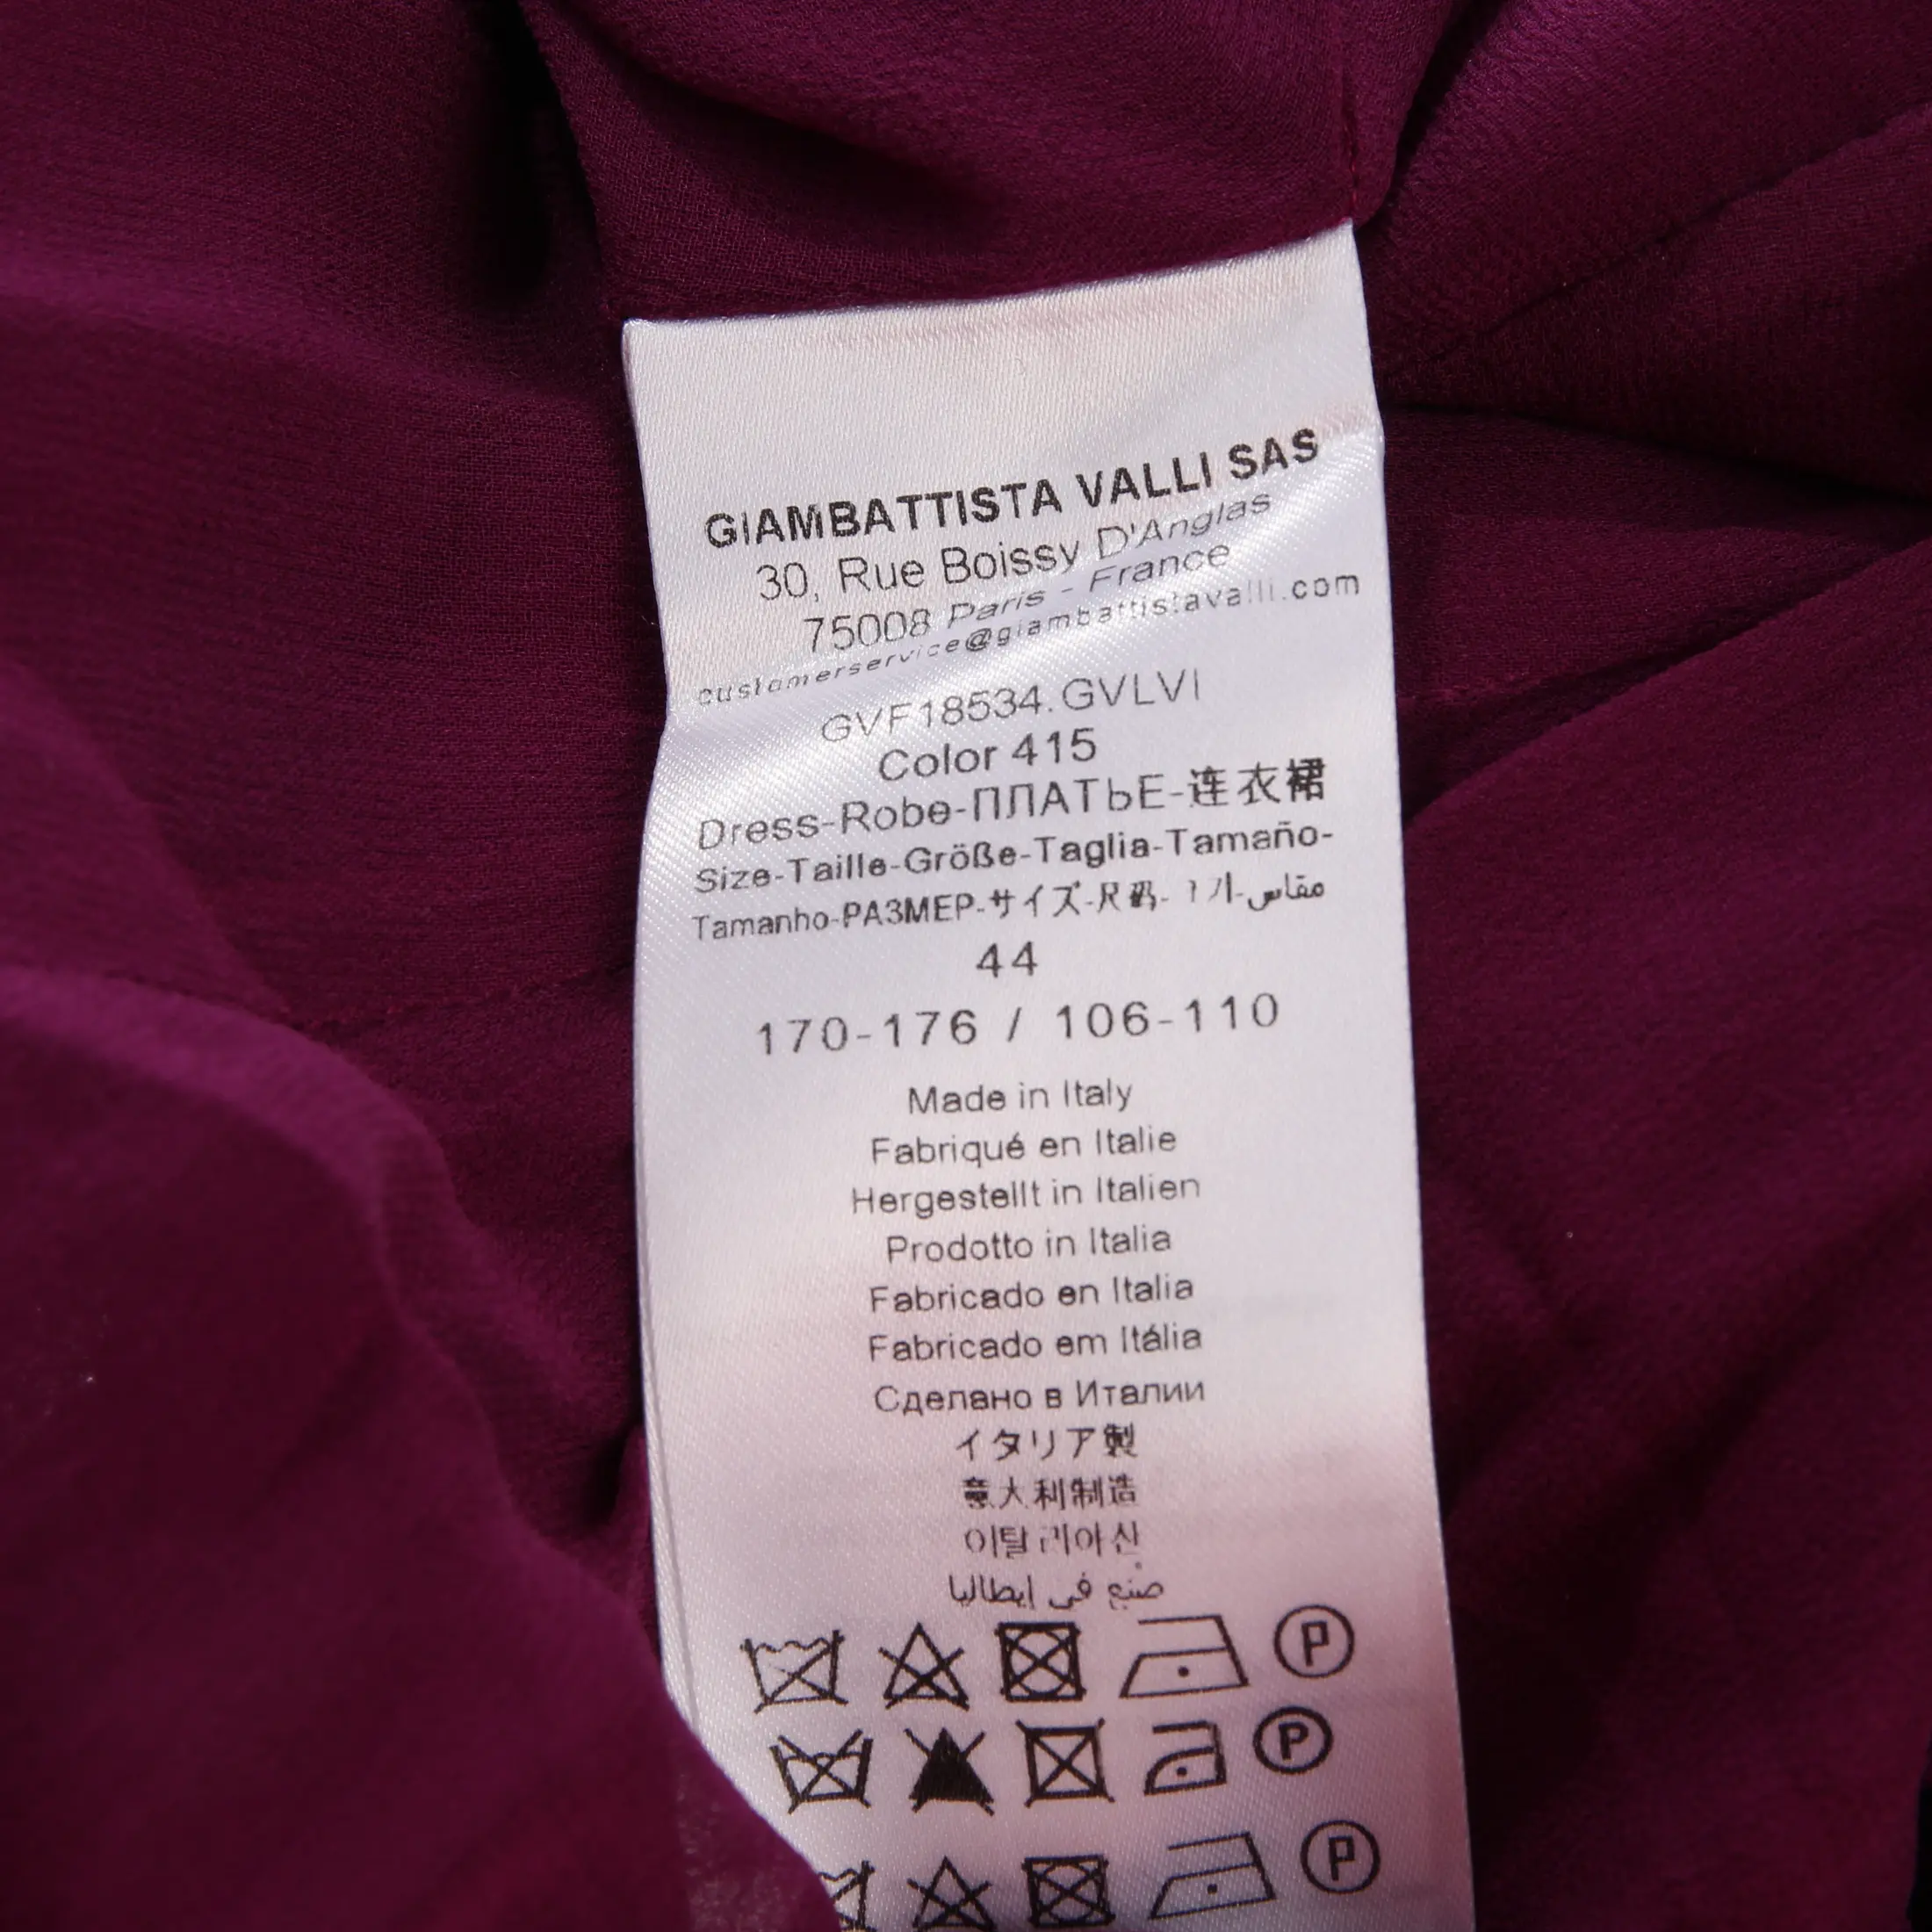 GIAMBATTISTA VALLI SAS
30, Rue Boissy D'Anglas
75008 Paris - France
customerservice@giambattistavalli.com
GVF18534.GVLVI
Color 415
Dress-Robe-ПЛАТЬЕ-连衣裙
Size-Taille-Größe-Taglia-Tamaño-
Tamanho-РАЗМЕР-サイズ-尺码- -مقاس
44
170-176 / 106-110
Made in Italy
Fabriqué en Italie
Hergestellt in Italien
Prodotto in Italia
Fabricado en Italia
Fabricado em Itália
Сделано в Италии
イタリア製
意大利制造
이탈리아산
صُنع في إيطاليا
P
P
P